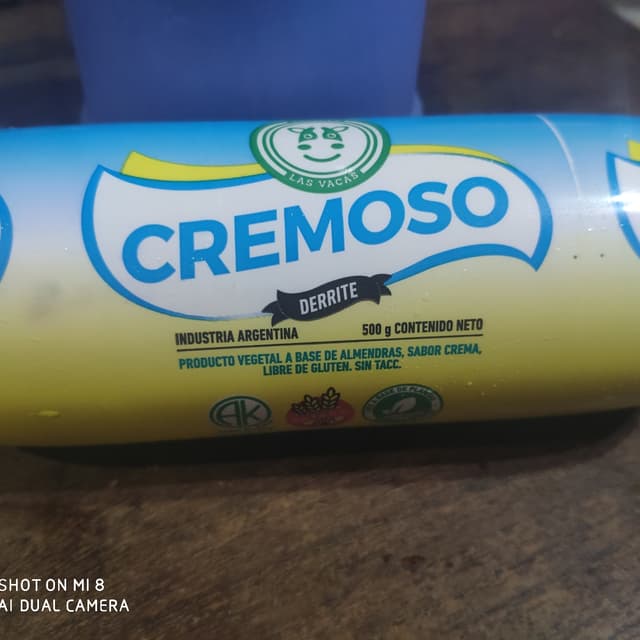 LAS VACAS
CREMOSO
DERRITE
INDUSTRIA ARGENTINA
500 g CONTENIDO NETO
PRODUCTO VEGETAL A BASE DE ALMENDRAS, SABOR CREMA,
LIBRE DE GLUTEN. SIN TACC.
AK
SHOT ON MI 8
AI DUAL CAMERA